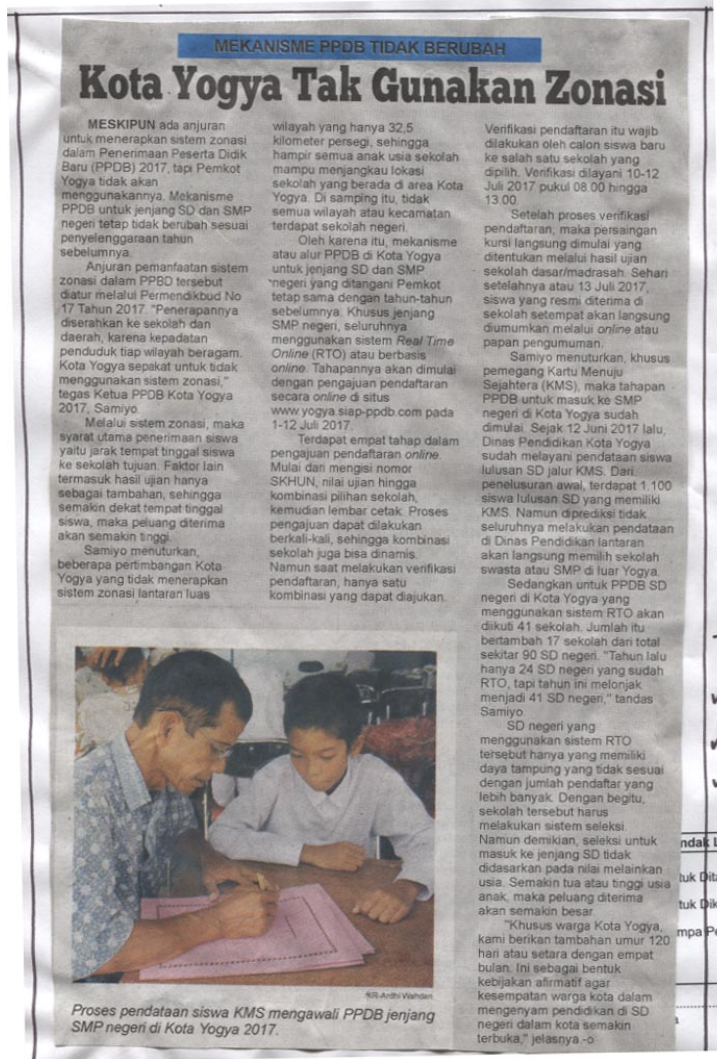 MEKANISME PPDB TIDAK BERUBAH
Kota Yogya Tak Gunakan Zonasi
MESKIPUN ada anjuran
untuk menerapkan sistem zonasi
dalam Penerimaan Peserta Didik
Baru (PPDB) 2017, tapi Pemkot
Yogya tidak akan
menggunakannya. Mekanisme
PPDB untuk jenjang SD dan SMP
negeri tetap tidak berubah sesuai
penyelenggaraan tahun
sebelumnya.
Anjuran pemanfaatan sistem
zonasi dalam PPBD tersebut
diatur melalui Permendikbud No
17 Tahun 2017. "Penerapannya
diserahkan ke sekolah dan
daerah, karena kepadatan
penduduk tiap wilayah beragam.
Kota Yogya sepakat untuk tidak
menggunakan sistem zonasi,"
tegas Ketua PPDB Kota Yogya
2017, Samiyo.
Melalui sistem zonasi, maka
syarat utama penerimaan siswa
yaitu jarak tempat tinggal siswa
ke sekolah tujuan. Faktor lain
termasuk hasil ujian hanya
sebagai tambahan, sehingga
semakin dekat tempat tinggal
siswa, maka peluang diterima
akan semakin tinggi.
Samiyo menuturkan,
beberapa pertimbangan Kota
Yogya yang tidak menerapkan
sistem zonasi lantaran luas
wilayah yang hanya 32,5
kilometer persegi, sehingga
hampir semua anak usia sekolah
mampu menjangkau lokasi
sekolah yang berada di area Kota
Yogya. Di samping itu, tidak
semua wilayah atau kecamatan
terdapat sekolah negeri.
Oleh karena itu, mekanisme
atau alur PPDB di Kota Yogya
untuk jenjang SD dan SMP
negeri yang ditangani Pemkot
tetap sama dengan tahun-tahun
sebelumnya. Khusus jenjang
SMP negeri, seluruhnya
menggunakan sistem Real Time
Online (RTO) atau berbasis
online. Tahapannya akan dimulai
dengan pengajuan pendaftaran
secara online di situs
www.yogya.siap-ppdb.com pada
1-12 Juli 2017.
Terdapat empat tahap dalam
pengajuan pendaftaran online.
Mulai dari mengisi nomor
SKHUN, nilai ujian hingga
kombinasi pilihan sekolah,
kemudian lembar cetak. Proses
pengajuan dapat dilakukan
berkali-kali, sehingga kombinasi
sekolah juga bisa dinamis.
Namun saat melakukan verifikasi
pendaftaran, hanya satu
kombinasi yang dapat diajukan.
Verifikasi pendaftaran itu wajib
dilakukan oleh calon siswa baru
ke salah satu sekolah yang
dipilih. Verifikasi dilayani 10-12
Juli 2017 pukul 08.00 hingga
13.00.
Setelah proses verifikasi
pendaftaran, maka persaingan
kursi langsung dimulai yang
ditentukan melalui hasil ujian
sekolah dasar/madrasah. Sehari
setelahnya atau 13 Juli 2017,
siswa yang resmi diterima di
sekolah setempat akan langsung
diumumkan melalui online atau
papan pengumuman.
Samiyo menuturkan, khusus
pemegang Kartu Menuju
Sejahtera (KMS), maka tahapan
PPDB untuk masuk ke SMP
negeri di Kota Yogya sudah
dimulai. Sejak 12 Juni 2017 lalu,
Dinas Pendidikan Kota Yogya
sudah melayani pendataan siswa
lulusan SD jalur KMS. Dari
penelusuran awal, terdapat 1.100
siswa lulusan SD yang memiliki
KMS. Namun diprediksi tidak
seluruhnya melakukan pendataan
di Dinas Pendidikan lantaran
akan langsung memilih sekolah
swasta atau SMP di luar Yogya.
Sedangkan untuk PPDB SD
negeri di Kota Yogya yang
menggunakan sistem RTO akan
diikuti 41 sekolah. Jumlah itu
bertambah 17 sekolah dari total
sekitar 90 SD negeri. "Tahun lalu
hanya 24 SD negeri yang sudah
RTO, tapi tahun ini melonjak
menjadi 41 SD negeri," tandas
Samiyo
SD negeri yang
menggunakan sistem RTO
tersebut hanya yang memiliki
daya tampung yang tidak sesuai
dengan jumlah pendaftar yang
lebih banyak. Dengan begitu,
sekolah tersebut harus
melakukan sistem seleksi.
Namun demikian, seleksi untuk
masuk ke jenjang SD tidak
didasarkan pada nilai melainkan
usia. Semakin tua atau tinggi usia
anak, maka peluang diterima
akan semakin besar.
"Khusus warga Kota Yogya,
kami berikan tambahan umur 120
hari atau setara dengan empat
bulan. Ini sebagai bentuk
kebijakan afirmatif agar
kesempatan warga kota dalam
mengenyam pendidikan di SD
negeri dalam kota semakin
terbuka," jelasnya.-o
KR-Ardhi Wahdan
Proses pendataan siswa KMS mengawali PPDB jenjang
SMP negeri di Kota Yogya 2017.
ndak L
tuk Dita
tuk Dik
mpa Pe